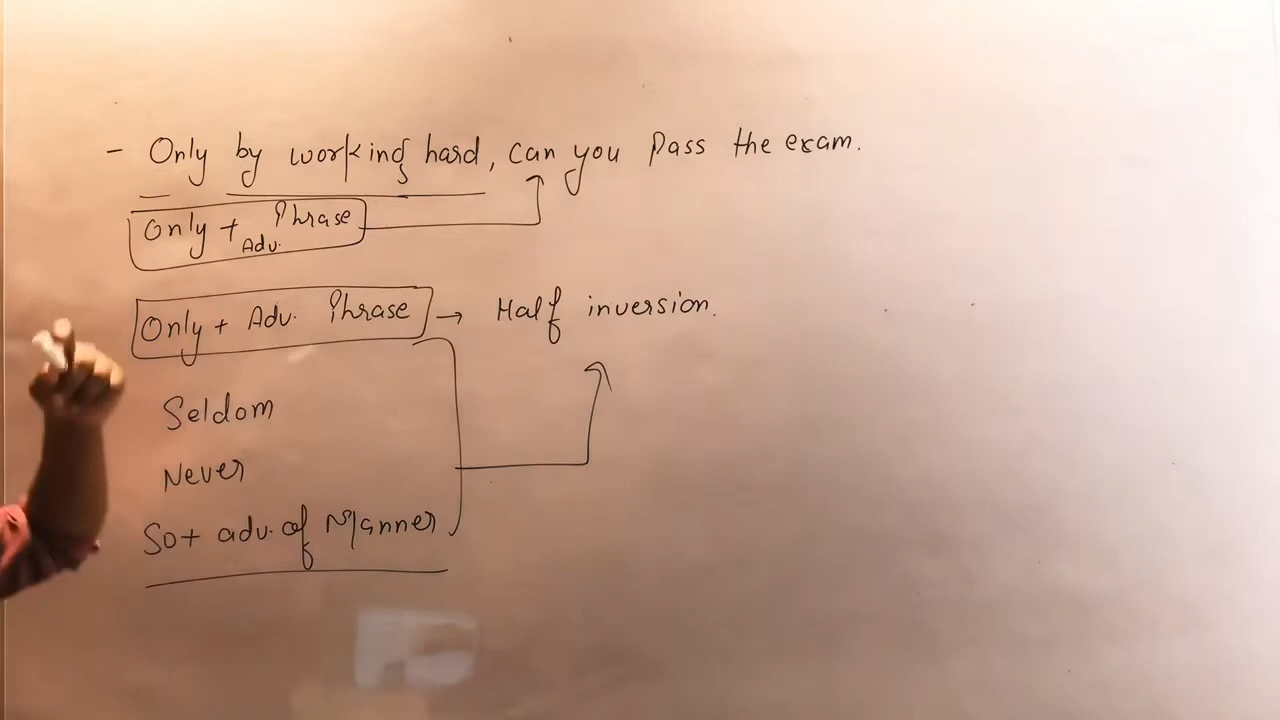 - Only by working hard, can you Pass the exam.
Only + Adv. Phrase
Only + Adv. Phrase → Half inversion.
Seldom
Never
So + adv. of Manner